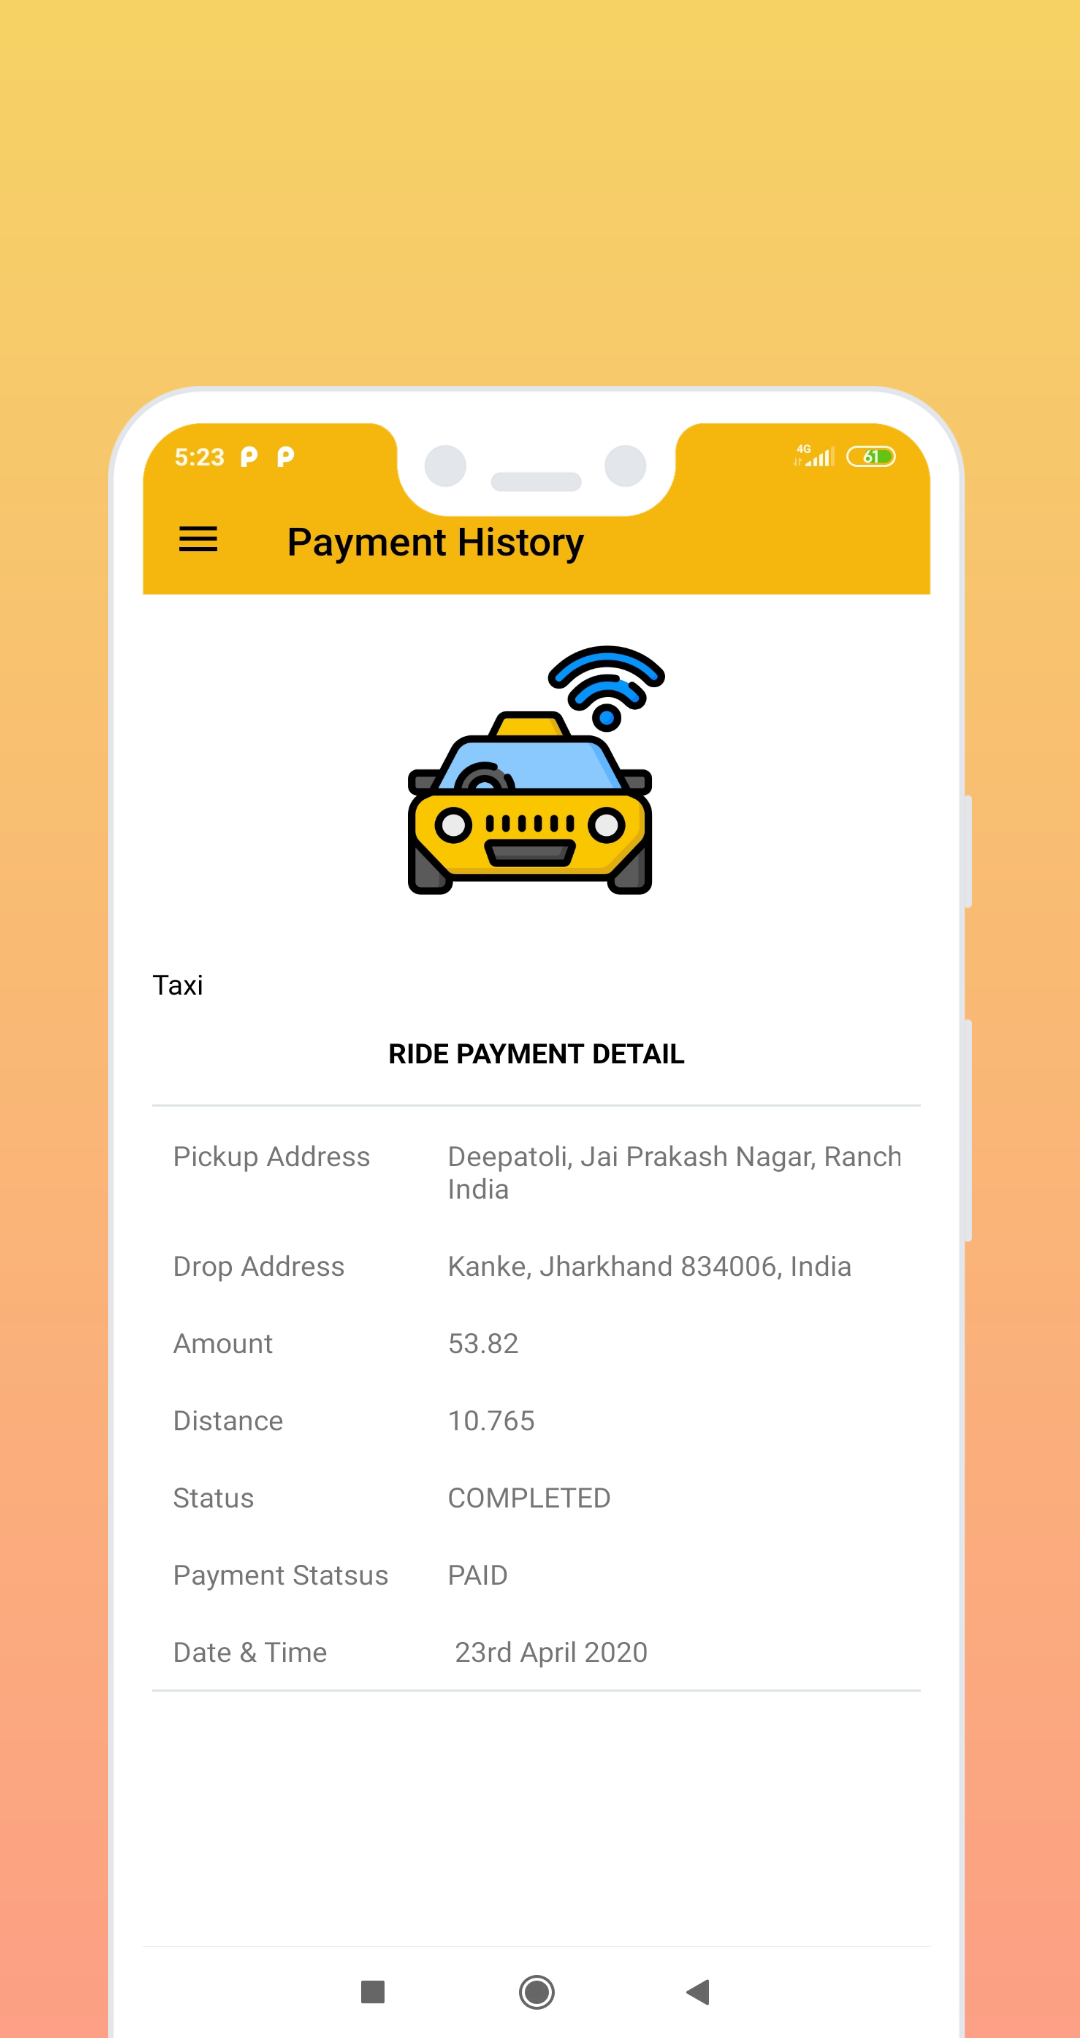 5:23
4G
61
Payment History
Taxi
RIDE PAYMENT DETAIL
Pickup Address Deepatoli, Jai Prakash Nagar, Ranch
India
Drop Address Kanke, Jharkhand 834006, India
Amount 53.82
Distance 10.765
Status COMPLETED
Payment Statsus PAID
Date & Time 23rd April 2020